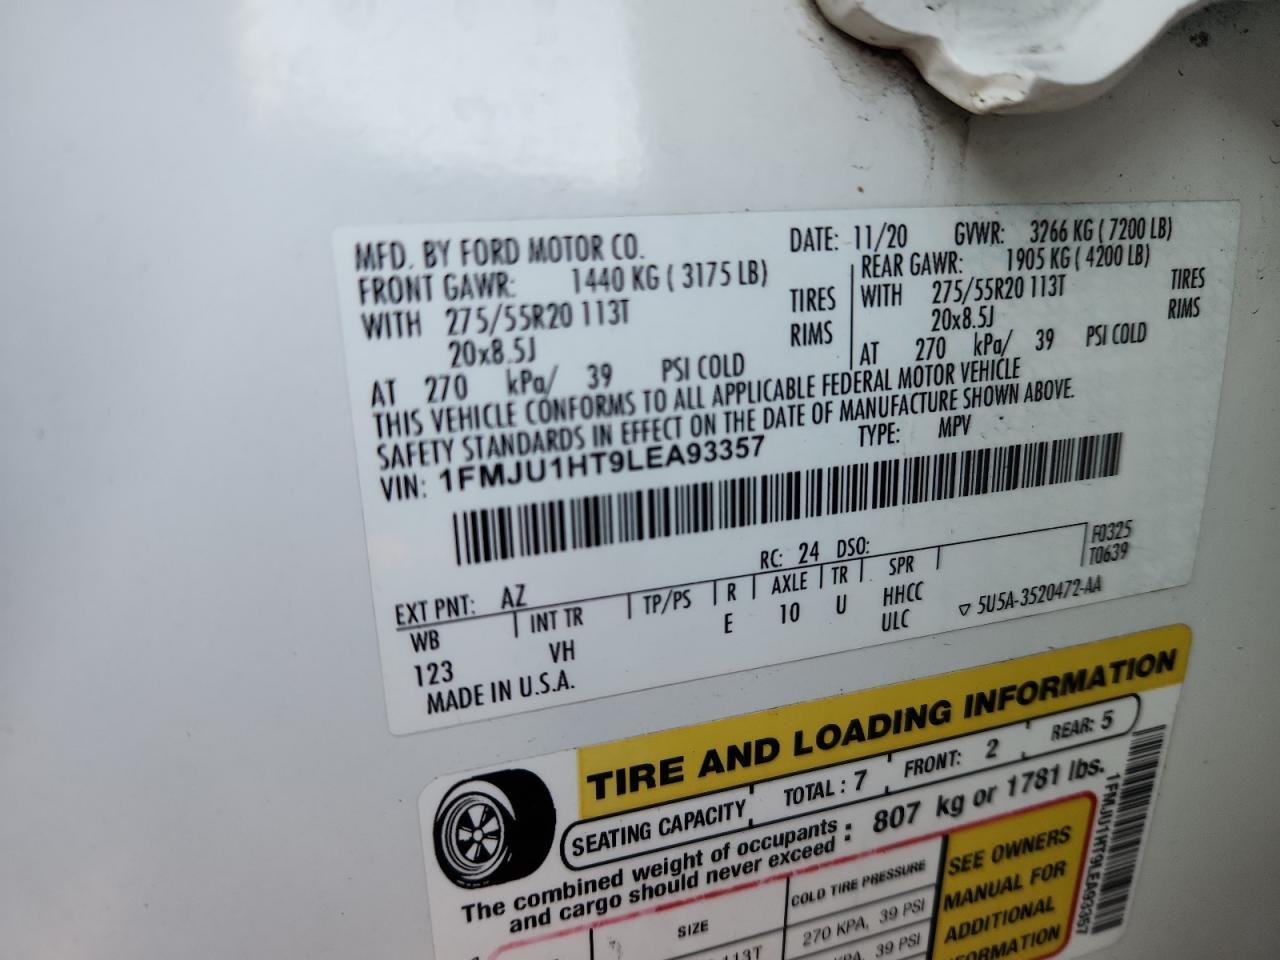 MFD. BY FORD MOTOR CO. DATE: 11/20 GVWR: 3266 KG ( 7200 LB)
FRONT GAWR: 1440 KG ( 3175 LB) REAR GAWR: 1905 KG ( 4200 LB)
WITH 275/55R20 113T TIRES WITH 275/55R20 113T TIRES
20x8.5J RIMS 20x8.5J RIMS
AT 270 kPa/ 39 PSI COLD AT 270 kPa/ 39 PSI COLD
THIS VEHICLE CONFORMS TO ALL APPLICABLE FEDERAL MOTOR VEHICLE
SAFETY STANDARDS IN EFFECT ON THE DATE OF MANUFACTURE SHOWN ABOVE.
VIN: 1FMJU1HT9LEA93357 TYPE: MPV
F0325
EXT PNT: AZ RC: 24 DSO: T0639
WB INT TR TP/PS R AXLE TR SPR
123 VH E 10 U HHCC
ULC
5U5A-3520472-AA
MADE IN U.S.A.
TIRE AND LOADING INFORMATION
SEATING CAPACITY TOTAL : 7 FRONT: 2 REAR: 5
The combined weight of occupants : 807 kg or 1781 lbs.
and cargo should never exceed
SIZE COLD TIRE PRESSURE
113T 270 KPA, 39 PSI
KPA, 39 PSI
SEE OWNERS
MANUAL FOR
ADDITIONAL
1FMJU1HT9LEA93357